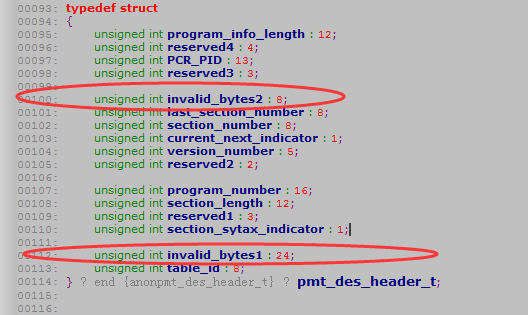 00093: typedef struct
00094: {
00095: unsigned int program_info_length : 12;
00096: unsigned int reserved4 : 4;
00097: unsigned int PCR_PID : 13;
00098: unsigned int reserved3 : 3;
00099:
00100: unsigned int invalid_bytes2 : 8;
00101: unsigned int last_section_number : 8;
00102: unsigned int section_number : 8;
00103: unsigned int current_next_indicator : 1;
00104: unsigned int version_number : 5;
00105: unsigned int reserved2 : 2;
00106:
00107: unsigned int program_number : 16;
00108: unsigned int section_length : 12;
00109: unsigned int reserved1 : 3;
00110: unsigned int section_sytax_indicator : 1;
00111:
00112: unsigned int invalid_bytes1 : 24;
00113: unsigned int table_id : 8;
00114: } ? end {anonpmt_des_header_t} ? pmt_des_header_t;
00115:
00116: